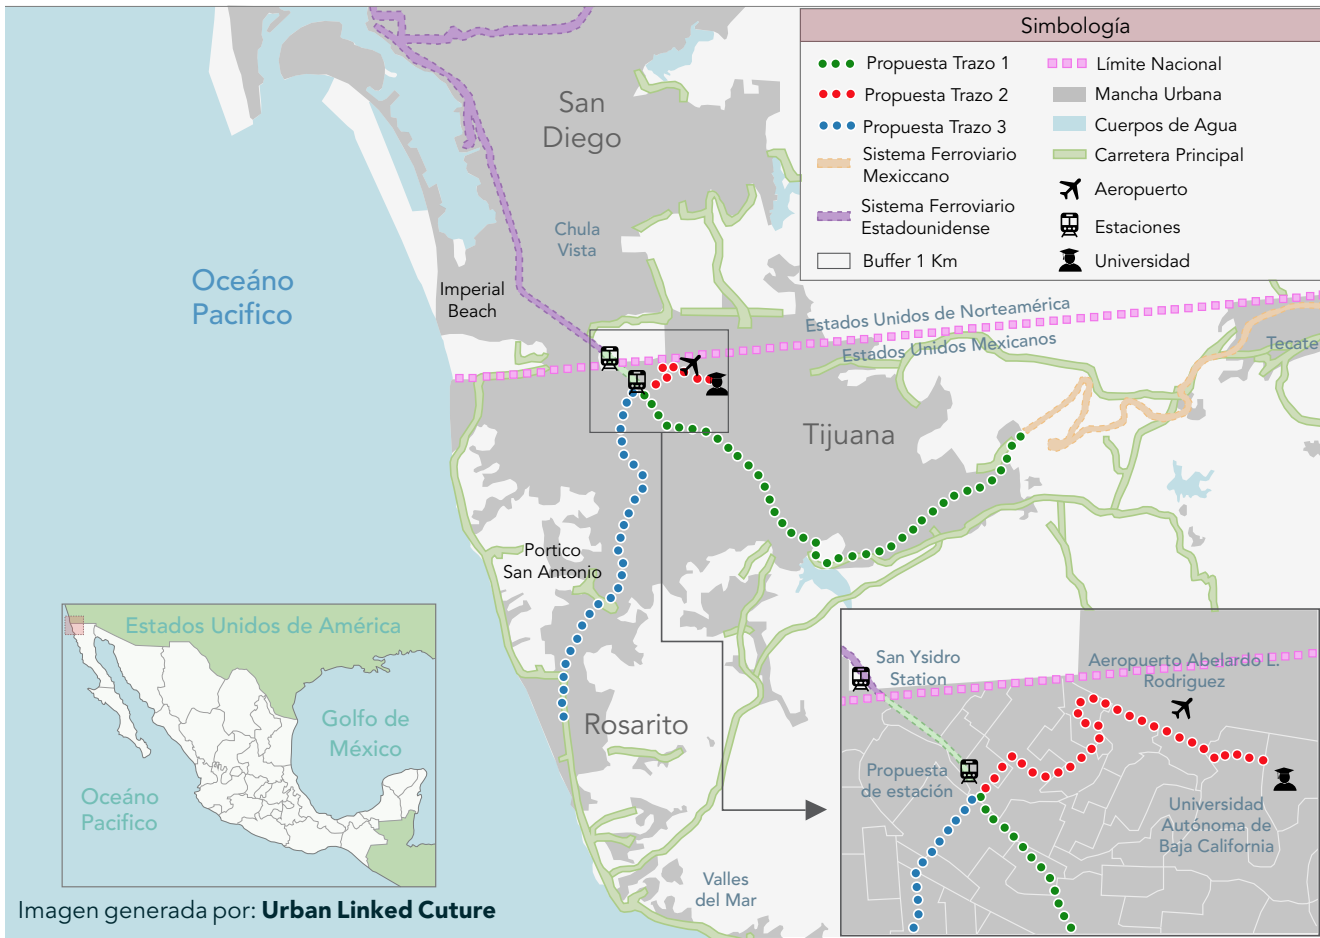 Simbología
Propuesta Trazo 1
Propuesta Trazo 2
Propuesta Trazo 3
Sistema Ferroviario
Mexiccano
Sistema Ferroviario
Estadounidense
Buffer 1 Km
Límite Nacional
Mancha Urbana
Cuerpos de Agua
Carretera Principal
Aeropuerto
Estaciones
Universidad
San
Diego
Chula
Vista
Oceáno
Pacifico
Imperial
Beach
Estados Unidos de Norteamérica
Estados Unidos Mexicanos
Tecate
Tijuana
Portico
San Antonio
Rosarito
Valles
del Mar
Estados Unidos de América
Golfo de
México
Oceáno
Pacifico
San Ysidro
Station
Aeropuerto Abelardo L.
Rodriguez
Propuesta
de estación
Universidad
Autónoma de
Baja California
Imagen generada por: Urban Linked Cuture